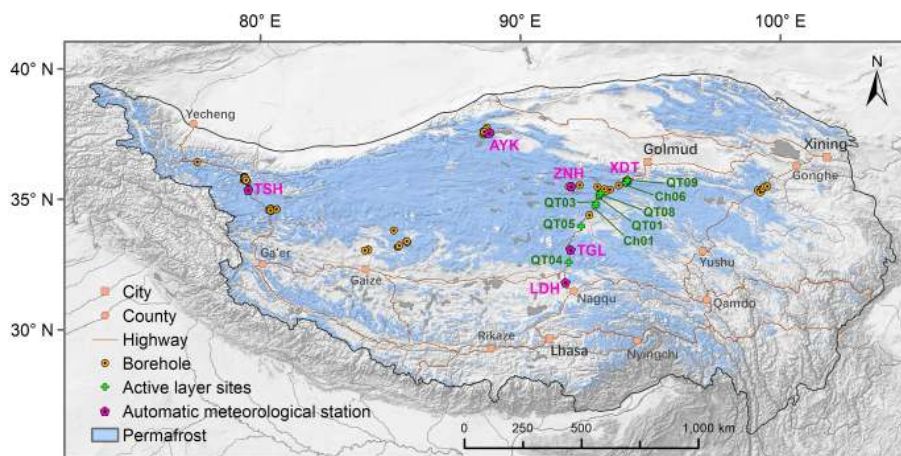 80° E 90° E 100° E
40° N
N
Yecheng
AYK
Golmud
Xining
ZNH XDT
Gonghe
TSH
QT09
35° N
Ch06
QT03
QT08
QT05
QT01
Ch01
Ga'er
TGL
Yushu
QT04
Gaize
LDH
Nagqu
Qamdo
City
County
30° N
Rikaze
Lhasa
Nyingchi
Highway
Borehole
Active layer sites
Automatic meteorological station
Permafrost
0 250 500 1,000 km